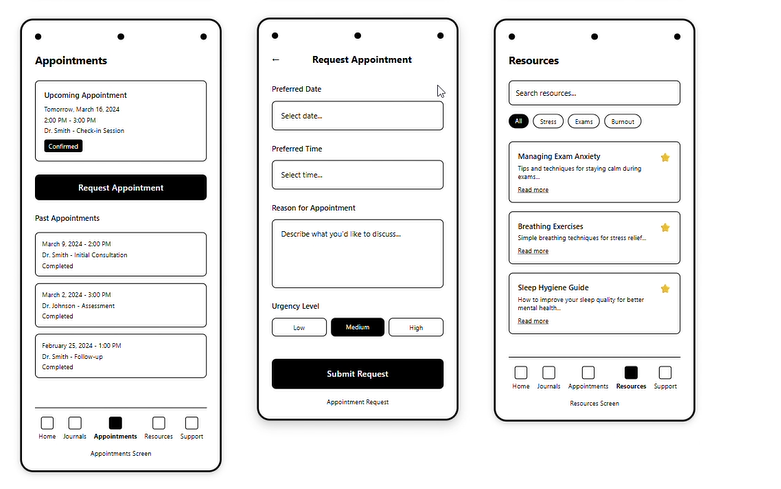 Appointments
Upcoming Appointment
Tomorrow, March 16, 2024
2:00 PM - 3:00 PM
Dr. Smith - Check-in Session
Confirmed
Request Appointment
Past Appointments
March 9, 2024 - 2:00 PM
Dr. Smith - Initial Consultation
Completed
March 2, 2024 - 3:00 PM
Dr. Johnson - Assessment
Completed
February 25, 2024 - 1:00 PM
Dr. Smith - Follow-up
Completed
Home Journals Appointments Resources Support
Appointments Screen
← Request Appointment
Preferred Date
Select date...
Preferred Time
Select time...
Reason for Appointment
Describe what you'd like to discuss...
Urgency Level
Low Medium High
Submit Request
Appointment Request
Resources
Search resources...
All Stress Exams Burnout
Managing Exam Anxiety
Tips and techniques for staying calm during
exams...
Read more
Breathing Exercises
Simple breathing techniques for stress relief...
Read more
Sleep Hygiene Guide
How to improve your sleep quality for better
mental health...
Read more
Home Journals Appointments Resources Support
Resources Screen